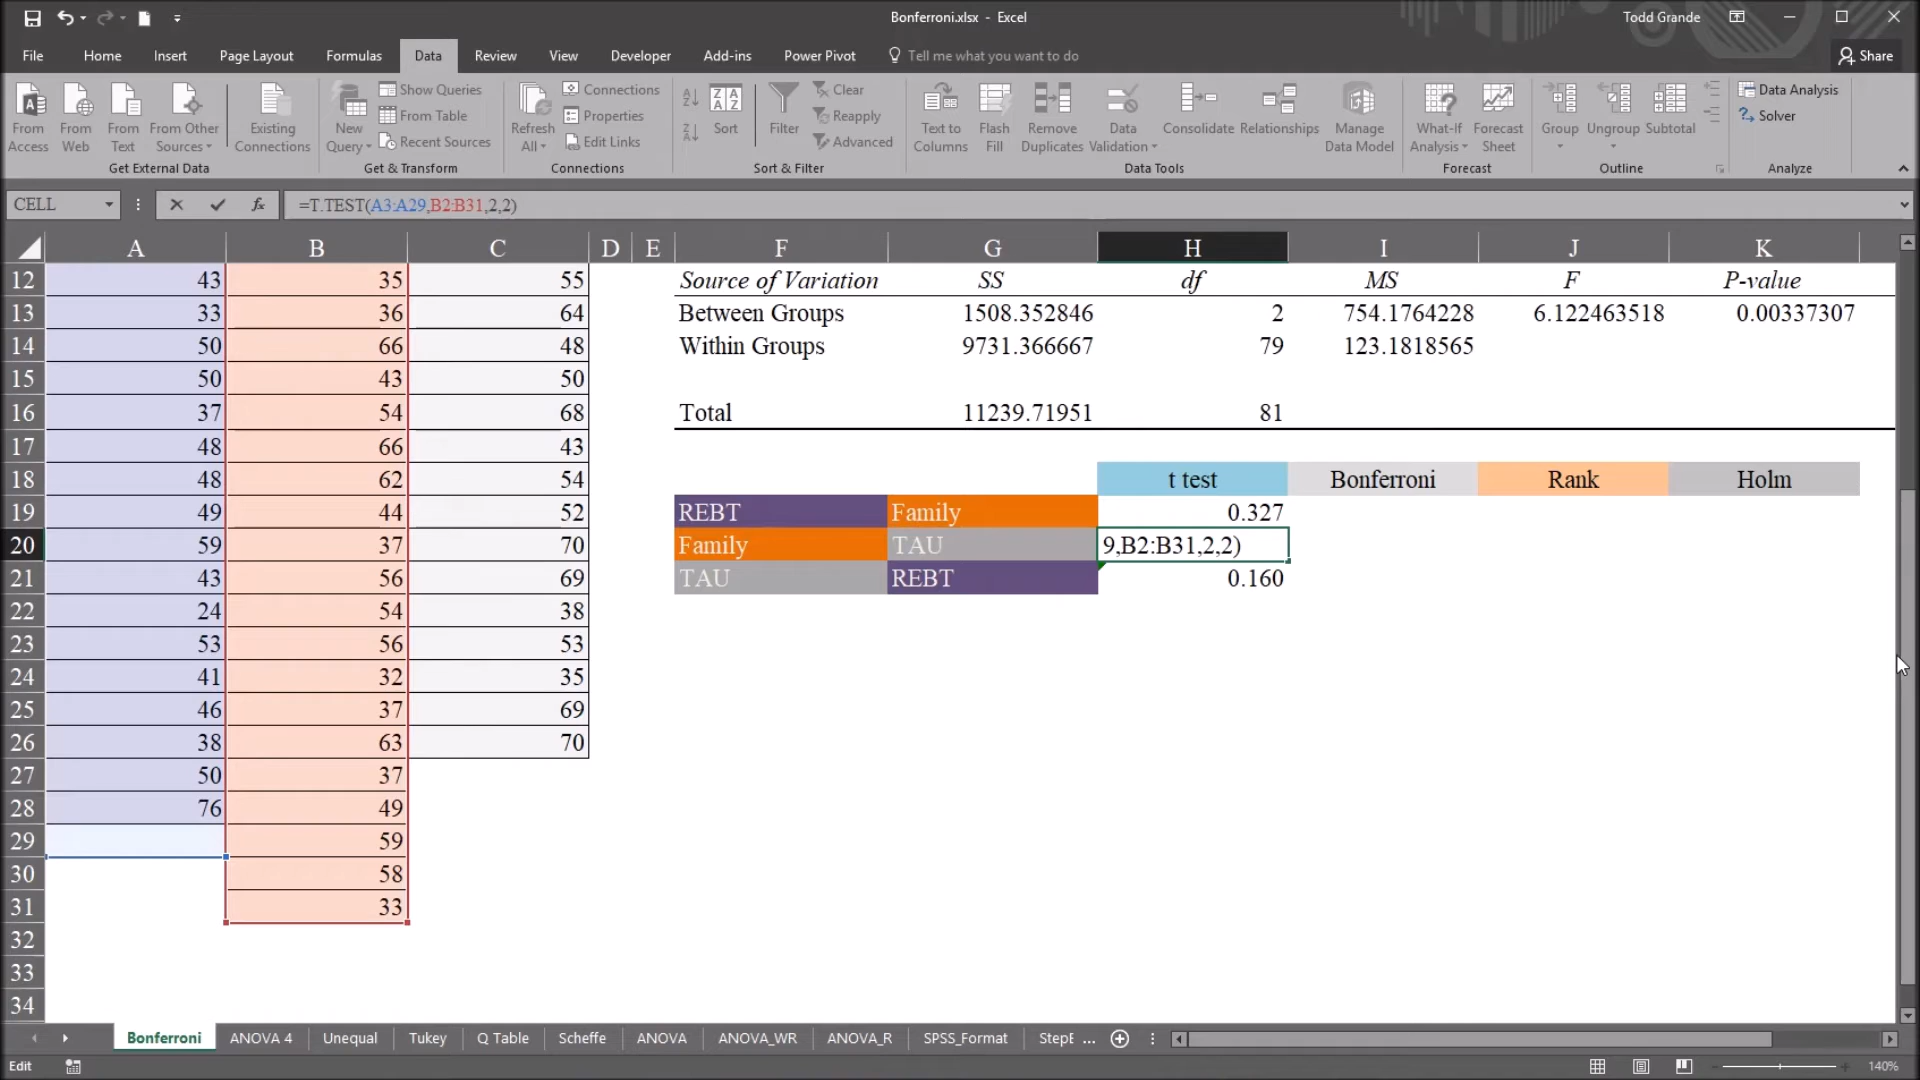 Bonferroni.xlsx - Excel
Todd Grande
File Home Insert Page Layout Formulas Data Review View Developer Add-ins Power Pivot Tell me what you want to do Share
From Access
From Web
From Text
From Other Sources
Existing Connections
Get External Data
New Query
Show Queries
From Table
Recent Sources
Get & Transform
Refresh All
Connections
Properties
Edit Links
Connections
Sort
Filter
Clear
Reapply
Advanced
Sort & Filter
Text to Columns
Flash Fill
Remove Duplicates
Data Validation
Consolidate
Relationships
Manage Data Model
Data Tools
What-If Analysis
Forecast Sheet
Forecast
Group
Ungroup
Subtotal
Outline
Data Analysis
Solver
Analyze
CELL fx =T.TEST(A3:A29,B2:B31,2,2)
A B C D E F G H I J K
12 43 35 55 Source of Variation SS df MS F P-value
13 33 36 64 Between Groups 1508.352846 2 754.1764228 6.122463518 0.00337307
14 50 66 48 Within Groups 9731.366667 79 123.1818565
15 50 43 50
16 37 54 68 Total 11239.71951 81
17 48 66 43
18 48 62 54 t test Bonferroni Rank Holm
19 49 44 52 REBT Family 0.327
20 59 37 70 Family TAU 9,B2:B31,2,2)
21 43 56 69 TAU REBT 0.160
22 24 54 38
23 53 56 53
24 41 32 35
25 46 37 69
26 38 63 70
27 50 37
28 76 49
29 59
30 58
31 33
32
33
34
Bonferroni ANOVA 4 Unequal Tukey Q Table Scheffe ANOVA ANOVA_WR ANOVA_R SPSS_Format StepE ...
Edit 140%